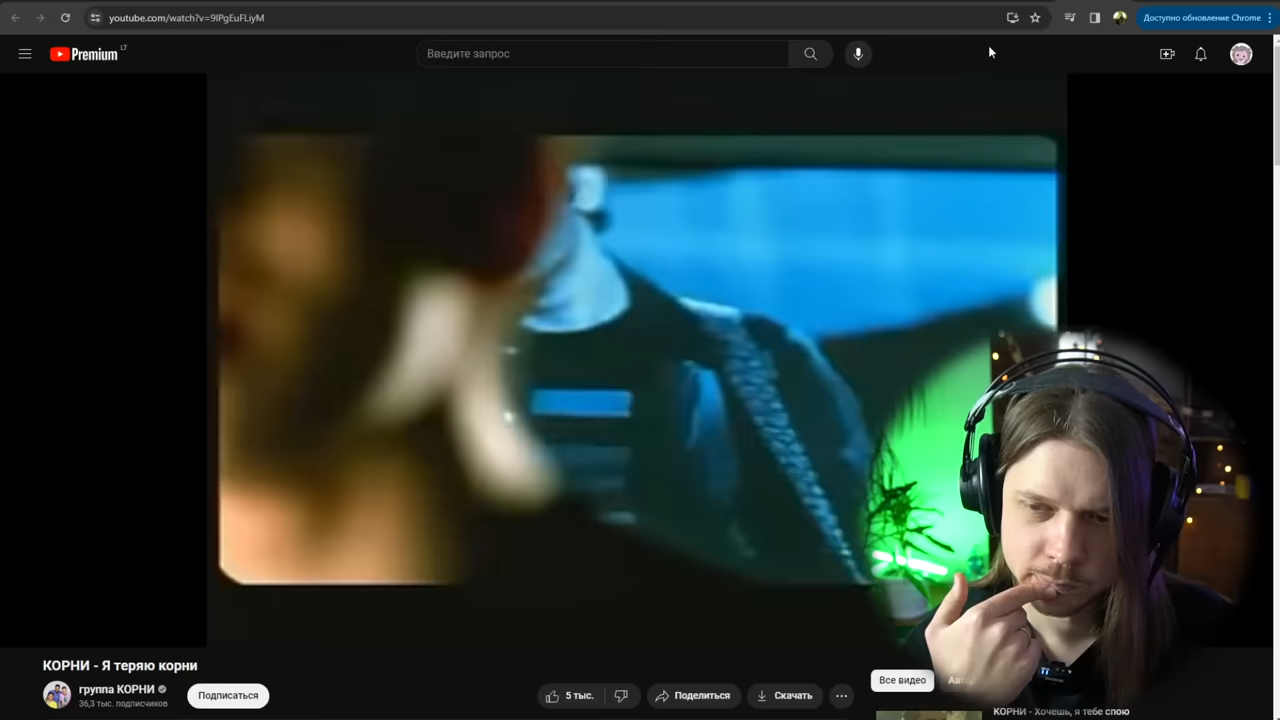 youtube.com/watch?v=9lPgEuFLiyM
Доступно обновление Chrome
Premium LT
Введите запрос
КОРНИ - Я теряю корни
группа КОРНИ
36,3 тыс. подписчиков
Подписаться
5 тыс.
Поделиться
Скачать
Все видео
КОРНИ - Хочешь, я тебе спою